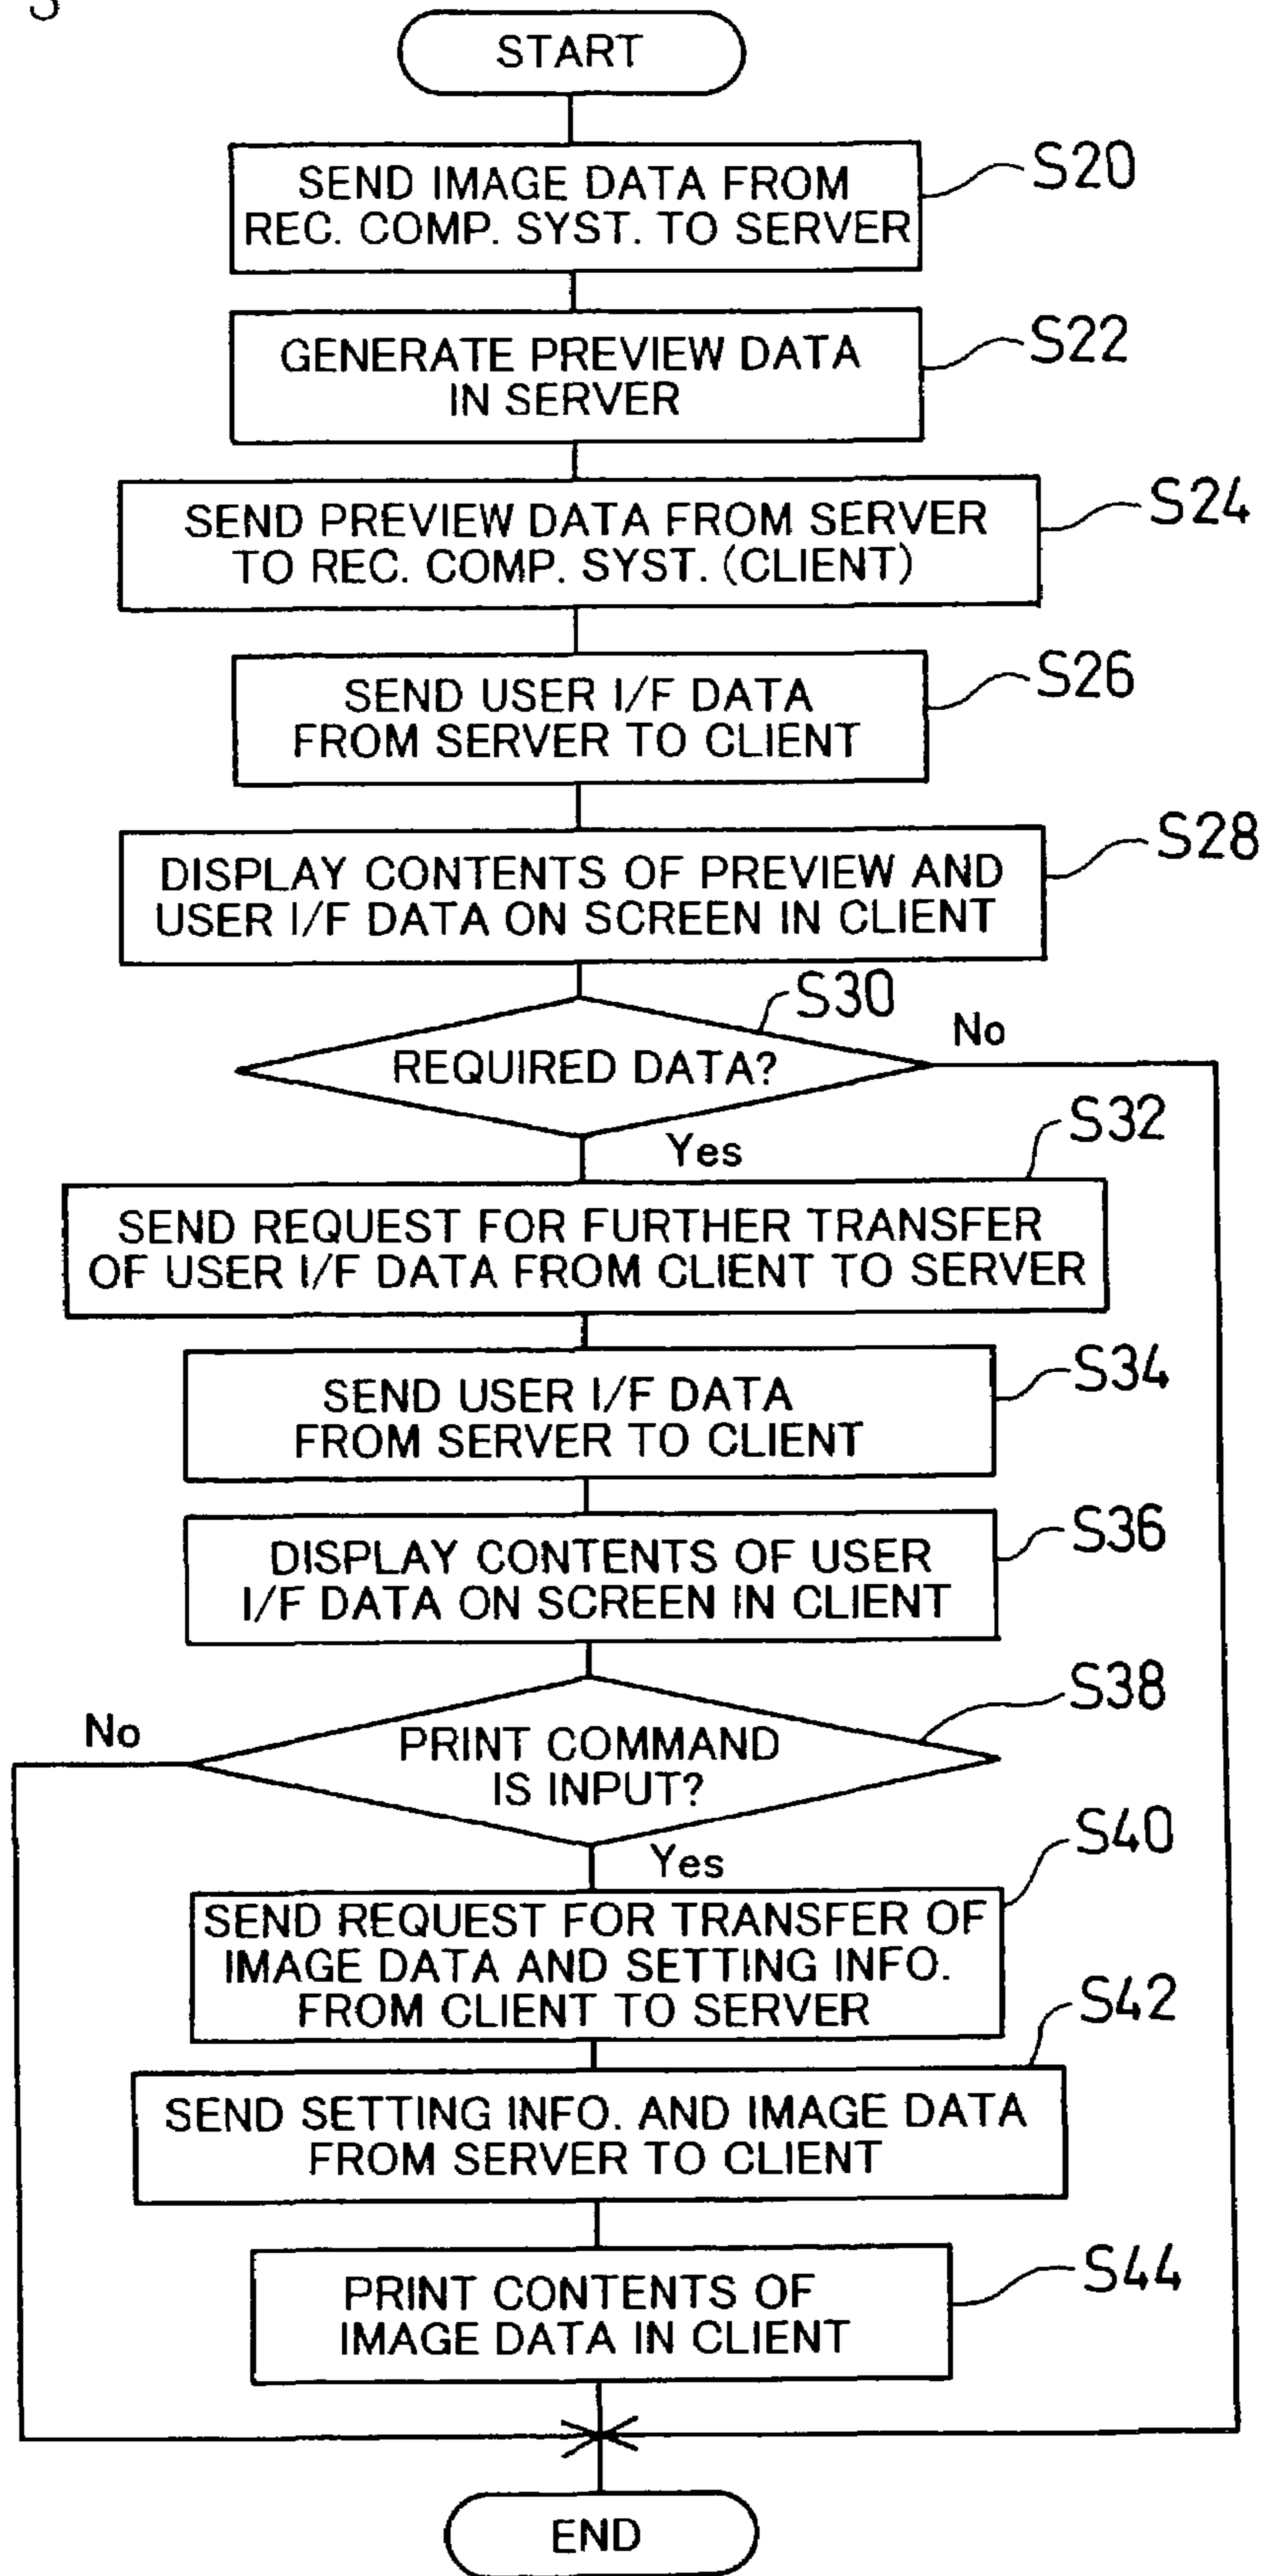 START
SEND IMAGE DATA FROM
REC. COMP. SYST. TO SERVER
S20
GENERATE PREVIEW DATA
IN SERVER
S22
SEND PREVIEW DATA FROM SERVER
TO REC. COMP. SYST. (CLIENT)
S24
SEND USER I/F DATA
FROM SERVER TO CLIENT
S26
DISPLAY CONTENTS OF PREVIEW AND
USER I/F DATA ON SCREEN IN CLIENT
S28
REQUIRED DATA?
S30
No
Yes
SEND REQUEST FOR FURTHER TRANSFER
OF USER I/F DATA FROM CLIENT TO SERVER
S32
SEND USER I/F DATA
FROM SERVER TO CLIENT
S34
DISPLAY CONTENTS OF USER
I/F DATA ON SCREEN IN CLIENT
S36
PRINT COMMAND
IS INPUT?
S38
No
Yes
SEND REQUEST FOR TRANSFER OF
IMAGE DATA AND SETTING INFO.
FROM CLIENT TO SERVER
S40
SEND SETTING INFO. AND IMAGE DATA
FROM SERVER TO CLIENT
S42
PRINT CONTENTS OF
IMAGE DATA IN CLIENT
S44
END